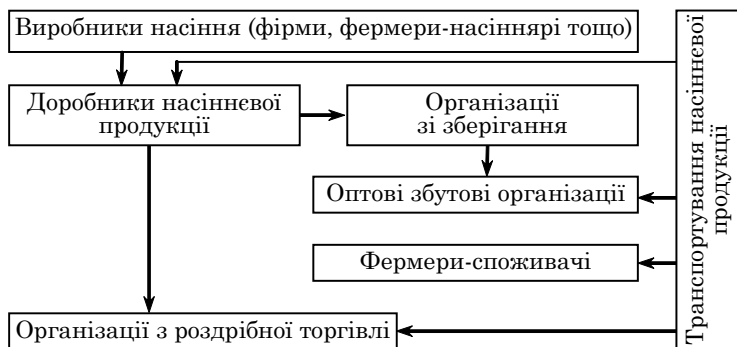 Виробники насіння (фірми, фермери-насіннярі тощо)
Доробники насіннєвої
продукції
Організації
зі зберігання
Оптові збутові організації
Фермери-споживачі
Організації з роздрібної торгівлі
Транспортування насіннєвої
продукції